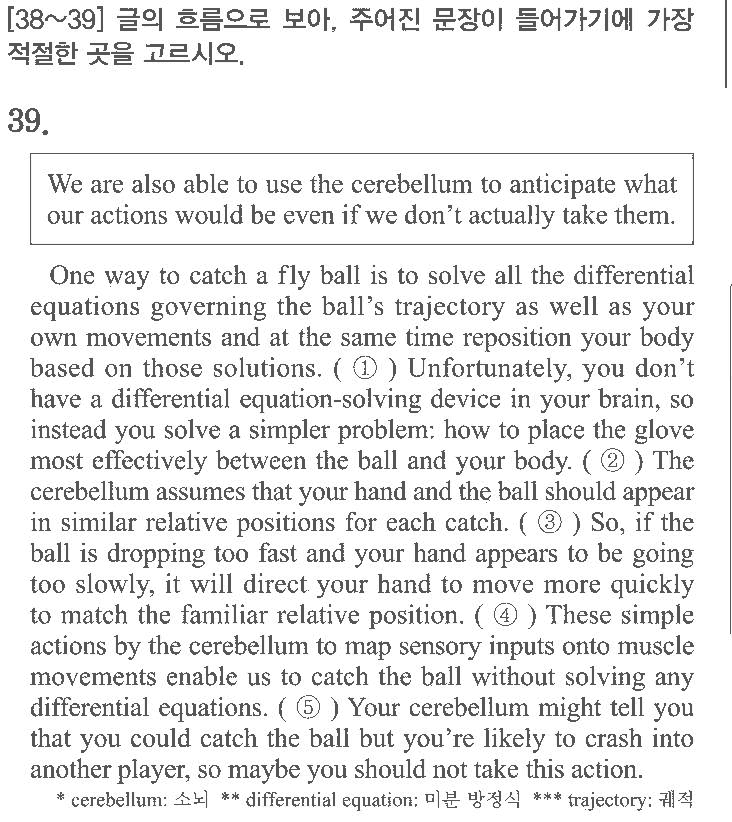 [38～39] 글의 흐름으로 보아, 주어진 문장이 들어가기에 가장
적절한 곳을 고르시오.
39.
We are also able to use the cerebellum to anticipate what
our actions would be even if we don't actually take them.
One way to catch a fly ball is to solve all the differential
equations governing the ball's trajectory as well as your
own movements and at the same time reposition your body
based on those solutions. ( ① ) Unfortunately, you don't
have a differential equation-solving device in your brain, so
instead you solve a simpler problem: how to place the glove
most effectively between the ball and your body. ( ② ) The
cerebellum assumes that your hand and the ball should appear
in similar relative positions for each catch. ( ③ ) So, if the
ball is dropping too fast and your hand appears to be going
too slowly, it will direct your hand to move more quickly
to match the familiar relative position. ( ④ ) These simple
actions by the cerebellum to map sensory inputs onto muscle
movements enable us to catch the ball without solving any
differential equations. ( ⑤ ) Your cerebellum might tell you
that you could catch the ball but you're likely to crash into
another player, so maybe you should not take this action.
* cerebellum: 소뇌 ** differential equation: 미분 방정식 *** trajectory: 궤적